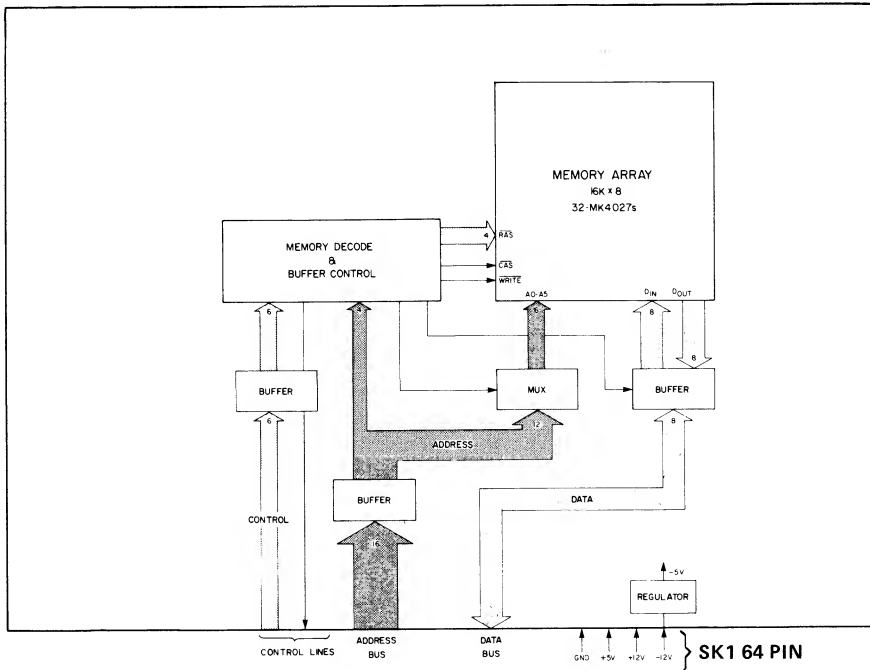 MEMORY ARRAY
16K x 8
32-MK4027s
MEMORY DECODE
&
BUFFER CONTROL
4
RAS
CAS
WRITE
A0-A5
DIN
DOUT
6
4
6
8
8
BUFFER
MUX
BUFFER
6
12
8
ADDRESS
BUFFER
DATA
CONTROL
16
-5V
REGULATOR
CONTROL LINES
ADDRESS
BUS
DATA
BUS
GND
+5V
+12V
-12V
SK1 64 PIN